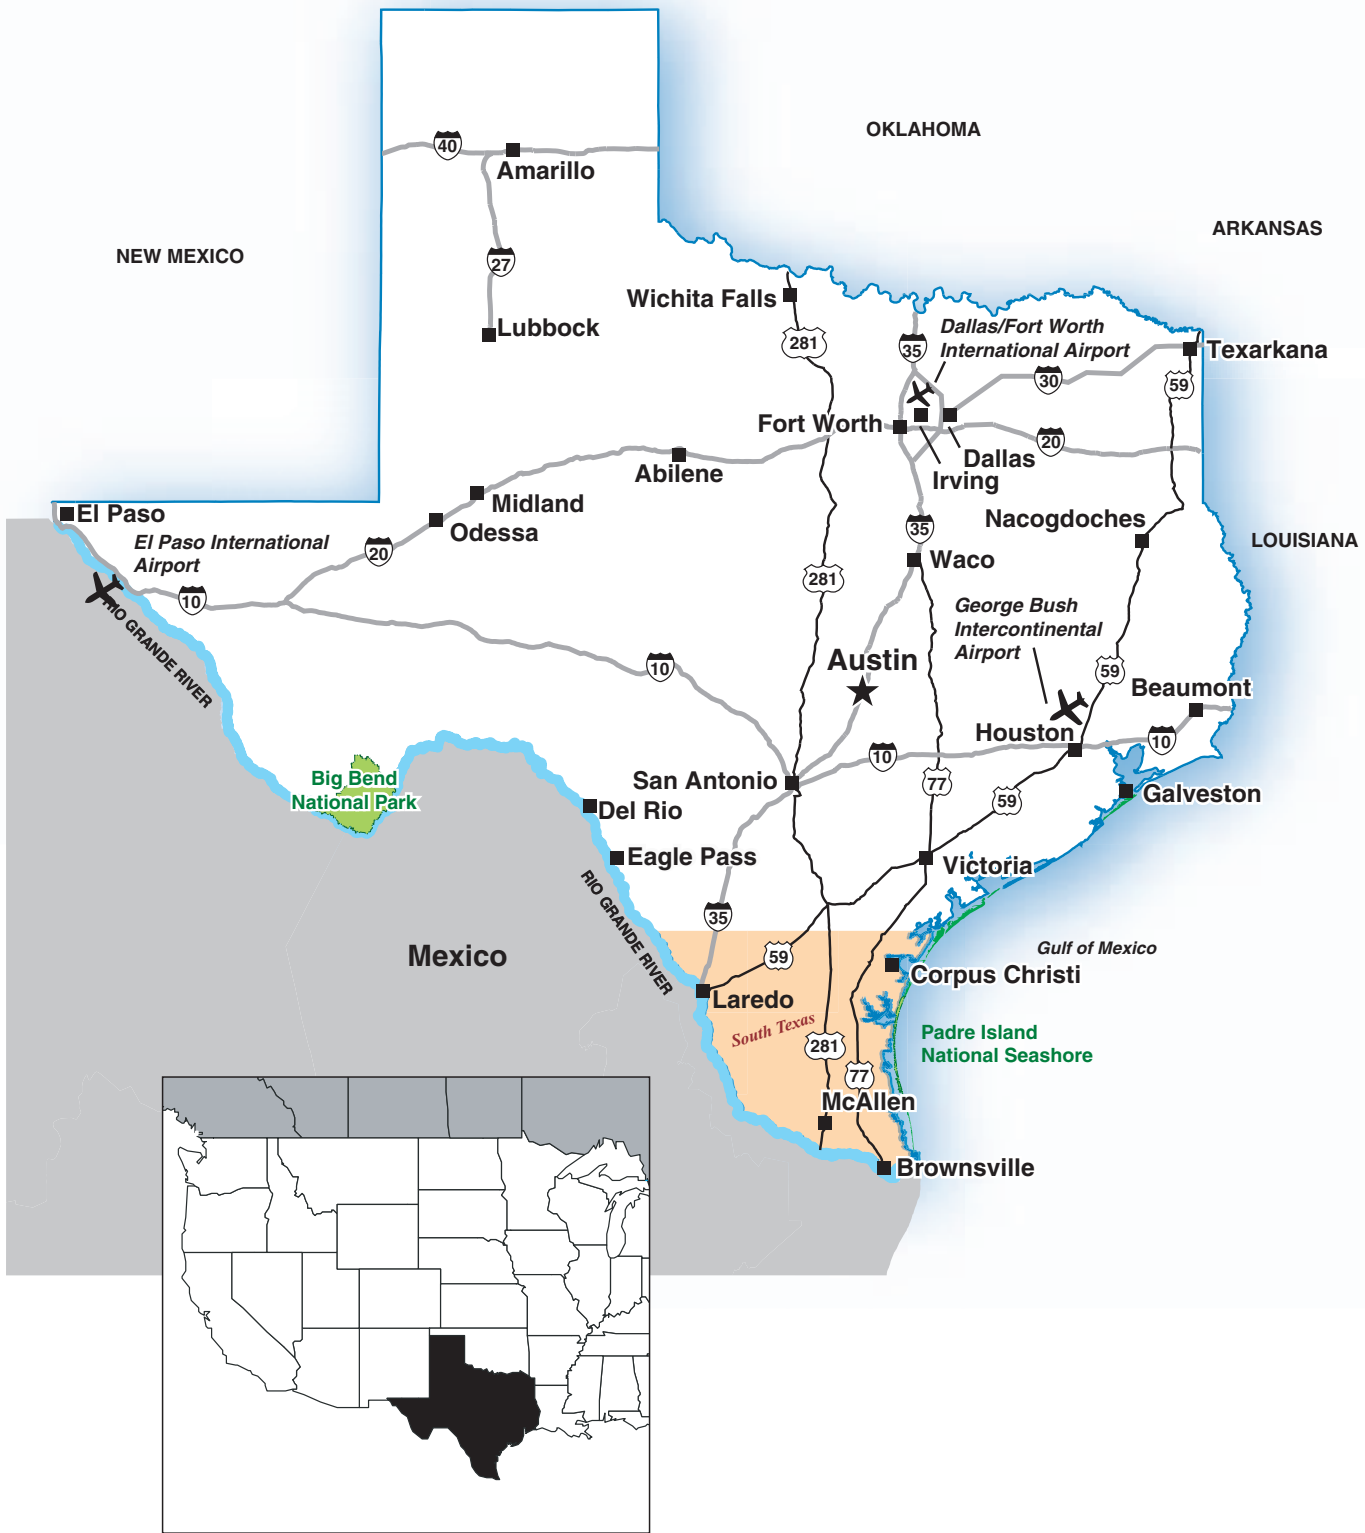 OKLAHOMA
40
Amarillo
ARKANSAS
NEW MEXICO
27
Wichita Falls
Lubbock
281
35
Dallas/Fort Worth
International Airport
Texarkana
30
59
Fort Worth
20
Dallas
Irving
Abilene
Midland
Odessa
El Paso
El Paso International
Airport
20
10
RIO GRANDE RIVER
Nacogdoches
35
LOUISIANA
Waco
281
George Bush
Intercontinental
Airport
10
Austin
59
Beaumont
Houston
10
10
Big Bend
National Park
San Antonio
77
59
Galveston
Del Rio
Eagle Pass
Victoria
RIO GRANDE RIVER
35
Mexico
59
Gulf of Mexico
Corpus Christi
Laredo
South Texas
281
Padre Island
National Seashore
77
McAllen
Brownsville